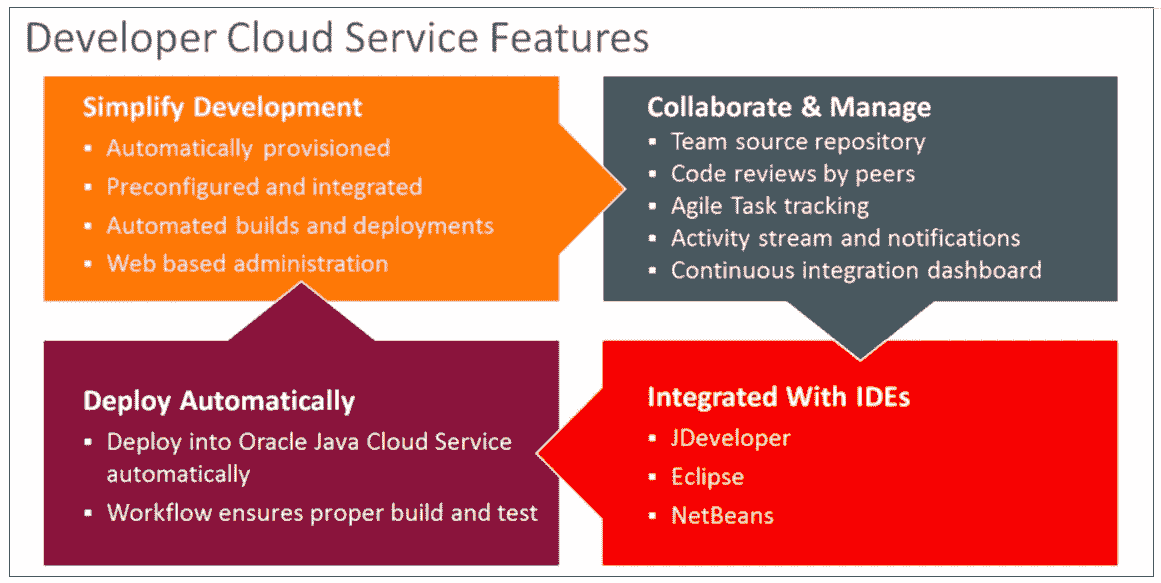 Developer Cloud Service Features
Simplify Development
▪ Automatically provisioned
▪ Preconfigured and integrated
▪ Automated builds and deployments
▪ Web based administration
Collaborate & Manage
▪ Team source repository
▪ Code reviews by peers
▪ Agile Task tracking
▪ Activity stream and notifications
▪ Continuous integration dashboard
Integrated With IDEs
▪ JDeveloper
▪ Eclipse
▪ NetBeans
Deploy Automatically
▪ Deploy into Oracle Java Cloud Service
automatically
▪ Workflow ensures proper build and test